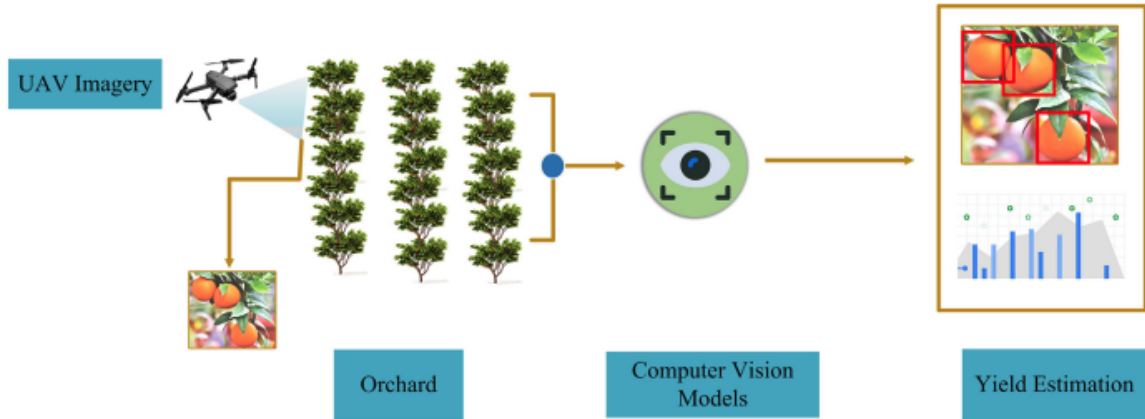 UAV Imagery
Orchard
Computer Vision
Models
Yield Estimation